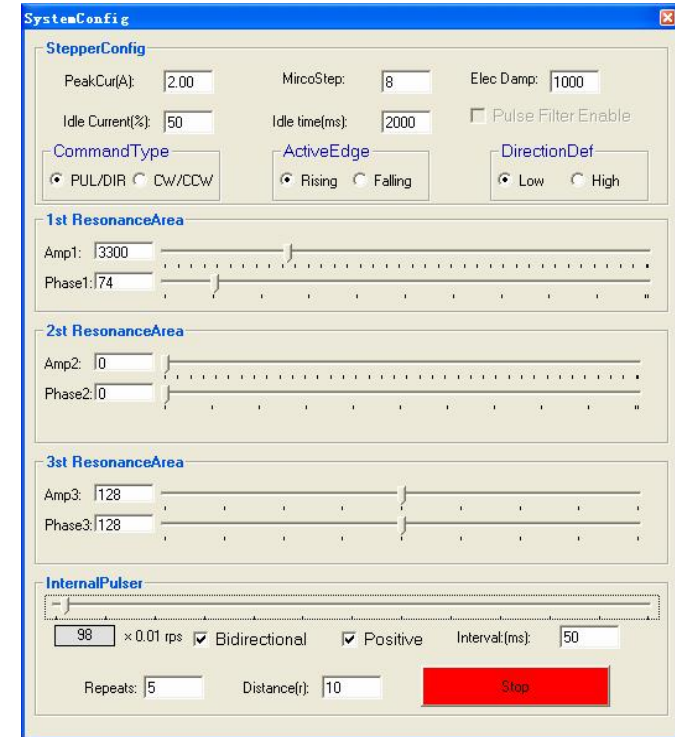 SystemConfig
StepperConfig
PeakCur(A): 2.00 MircoStep: 8 Elec Damp: 1000
Idle Current(%): 50 Idle time(ms): 2000 Pulse Filter Enable
CommandType ActiveEdge DirectionDef
PUL/DIR CW/CCW Rising Falling Low High
1st ResonanceArea
Amp1: 3300
Phase1: 74
2st ResonanceArea
Amp2: 0
Phase2: 0
3st ResonanceArea
Amp3: 128
Phase3: 128
InternalPulser
98 × 0.01 rps Bidirectional Positive Interval:(ms): 50
Repeats: 5 Distance(r): 10 Stop